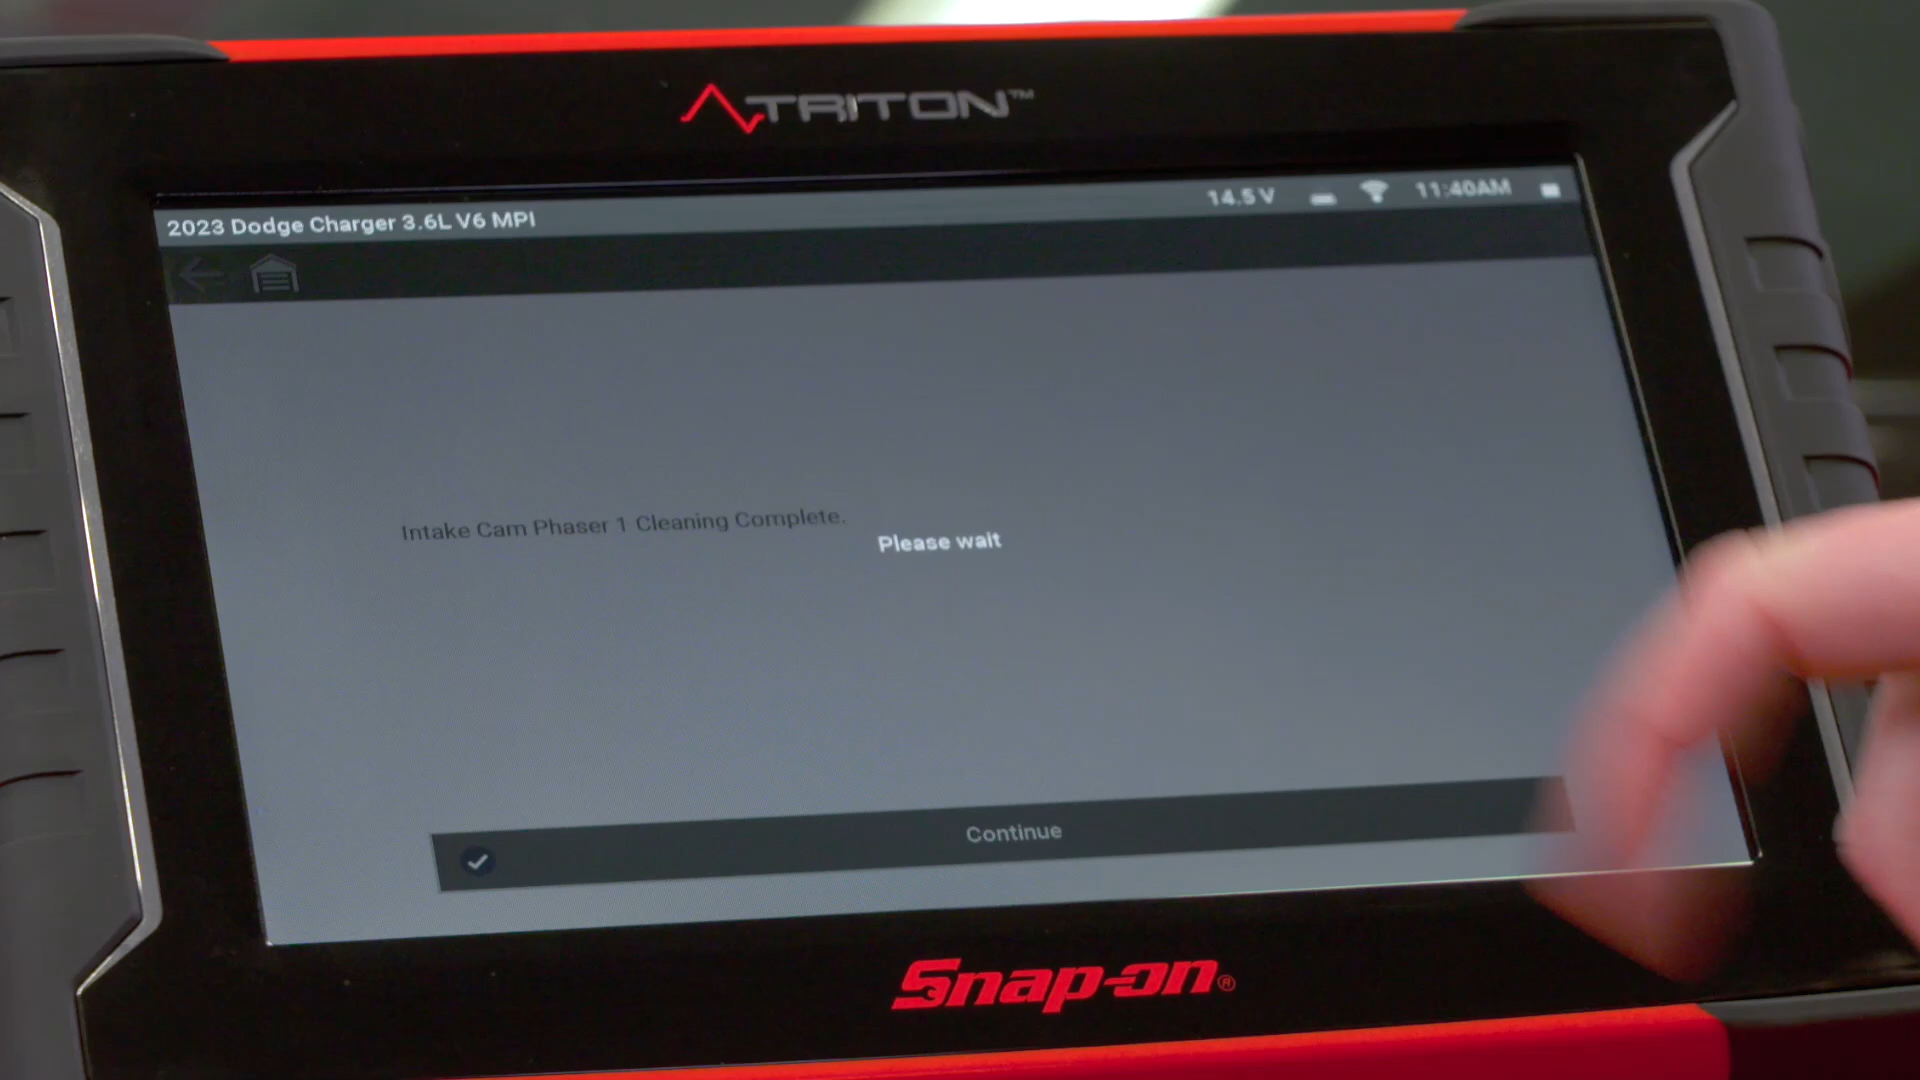 TRITON™
2023 Dodge Charger 3.6L V6 MPI
14.5 V
11:40AM
Intake Cam Phaser 1 Cleaning Complete.
Please wait
Continue
Snap-on®